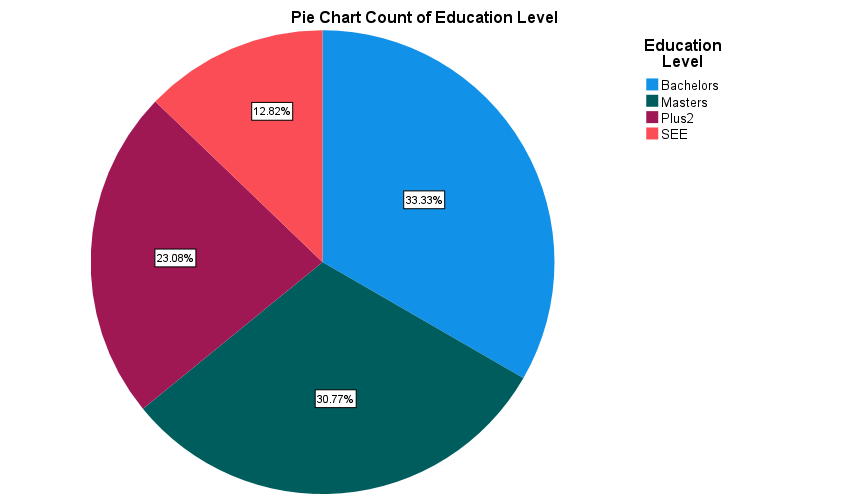 Pie Chart Count of Education Level
Education
Level
Bachelors
Masters
Plus2
SEE
12.82%
33.33%
23.08%
30.77%